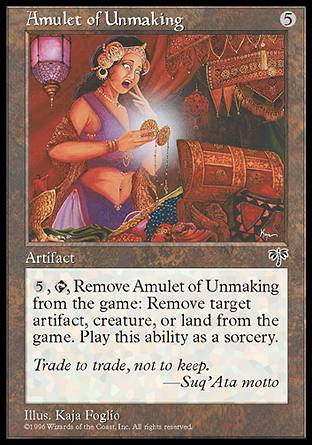 Amulet of Unmaking 5
Artifact
5, , Remove Amulet of Unmaking
from the game: Remove target
artifact, creature, or land from the
game. Play this ability as a sorcery.
Trade to trade, not to keep.
—Suq'Ata motto
Illus. Kaja Foglio
©1996 Wizards of the Coast, Inc. All rights reserved.